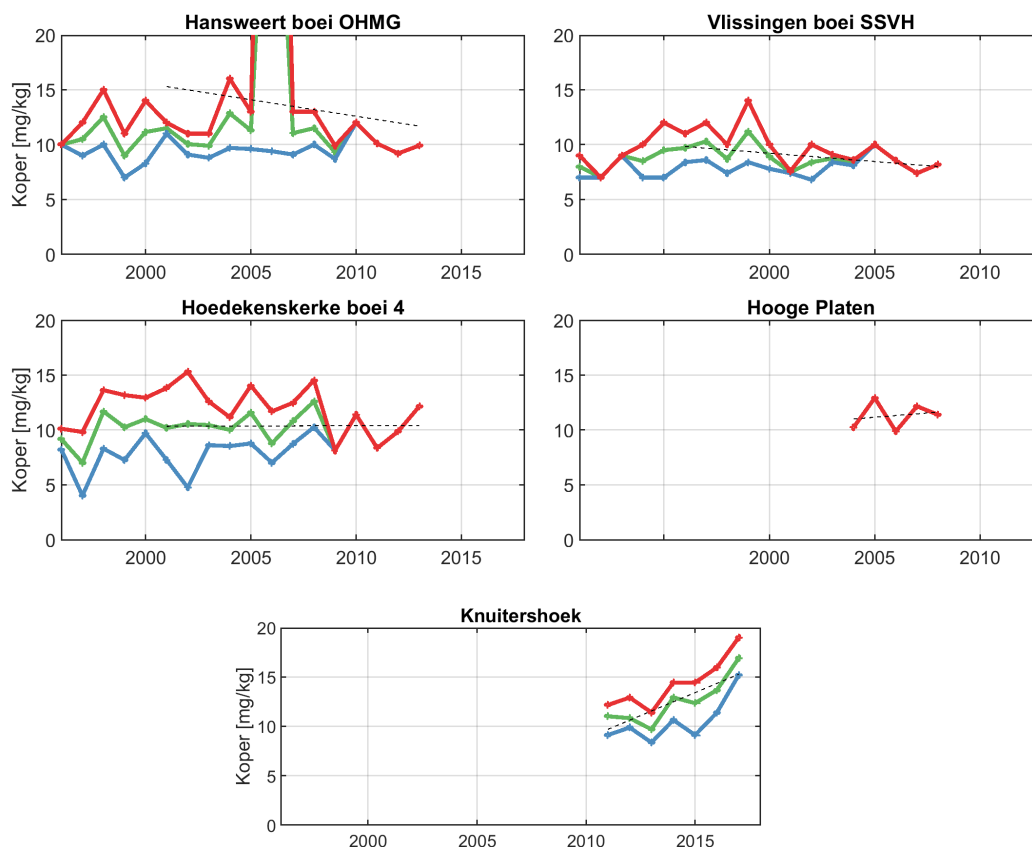 Hansweert boei OHMG
20
15
10
5
0
Koper [mg/kg]
2000 2005 2010 2015
Vlissingen boei SSVH
20
15
10
5
0
2000 2005 2010
Hoedekenskerke boei 4
20
15
10
5
0
Koper [mg/kg]
2000 2005 2010 2015
Hooge Platen
20
15
10
5
0
2000 2005 2010
Knuitershoek
20
15
10
5
0
Koper [mg/kg]
2000 2005 2010 2015